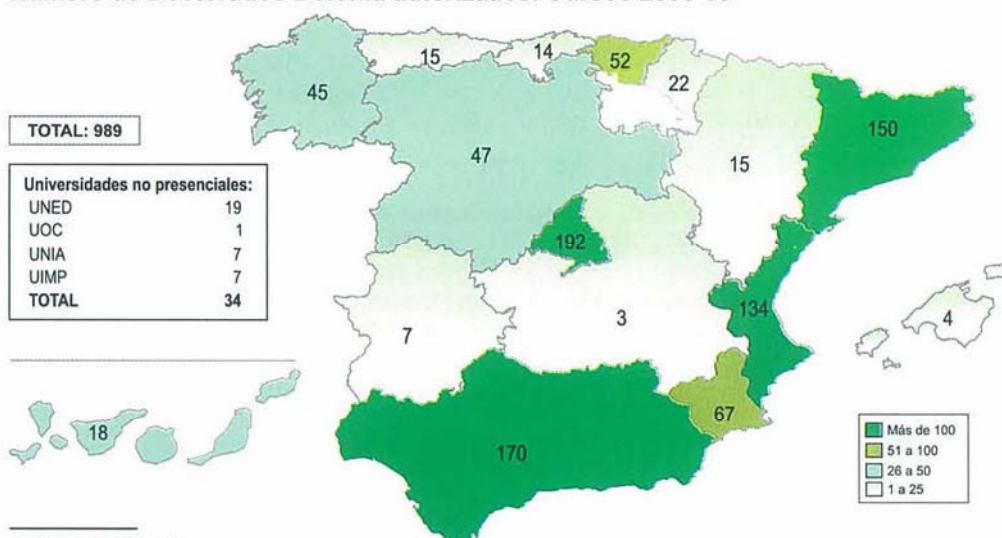 TOTAL: 989
Universidades no presenciales:
UNED 19
UOC 1
UNIA 7
UIMP 7
TOTAL 34
45
15
14
52
22
47
15
150
192
134
7
3
4
67
170
18
Más de 100
51 a 100
26 a 50
1 a 25